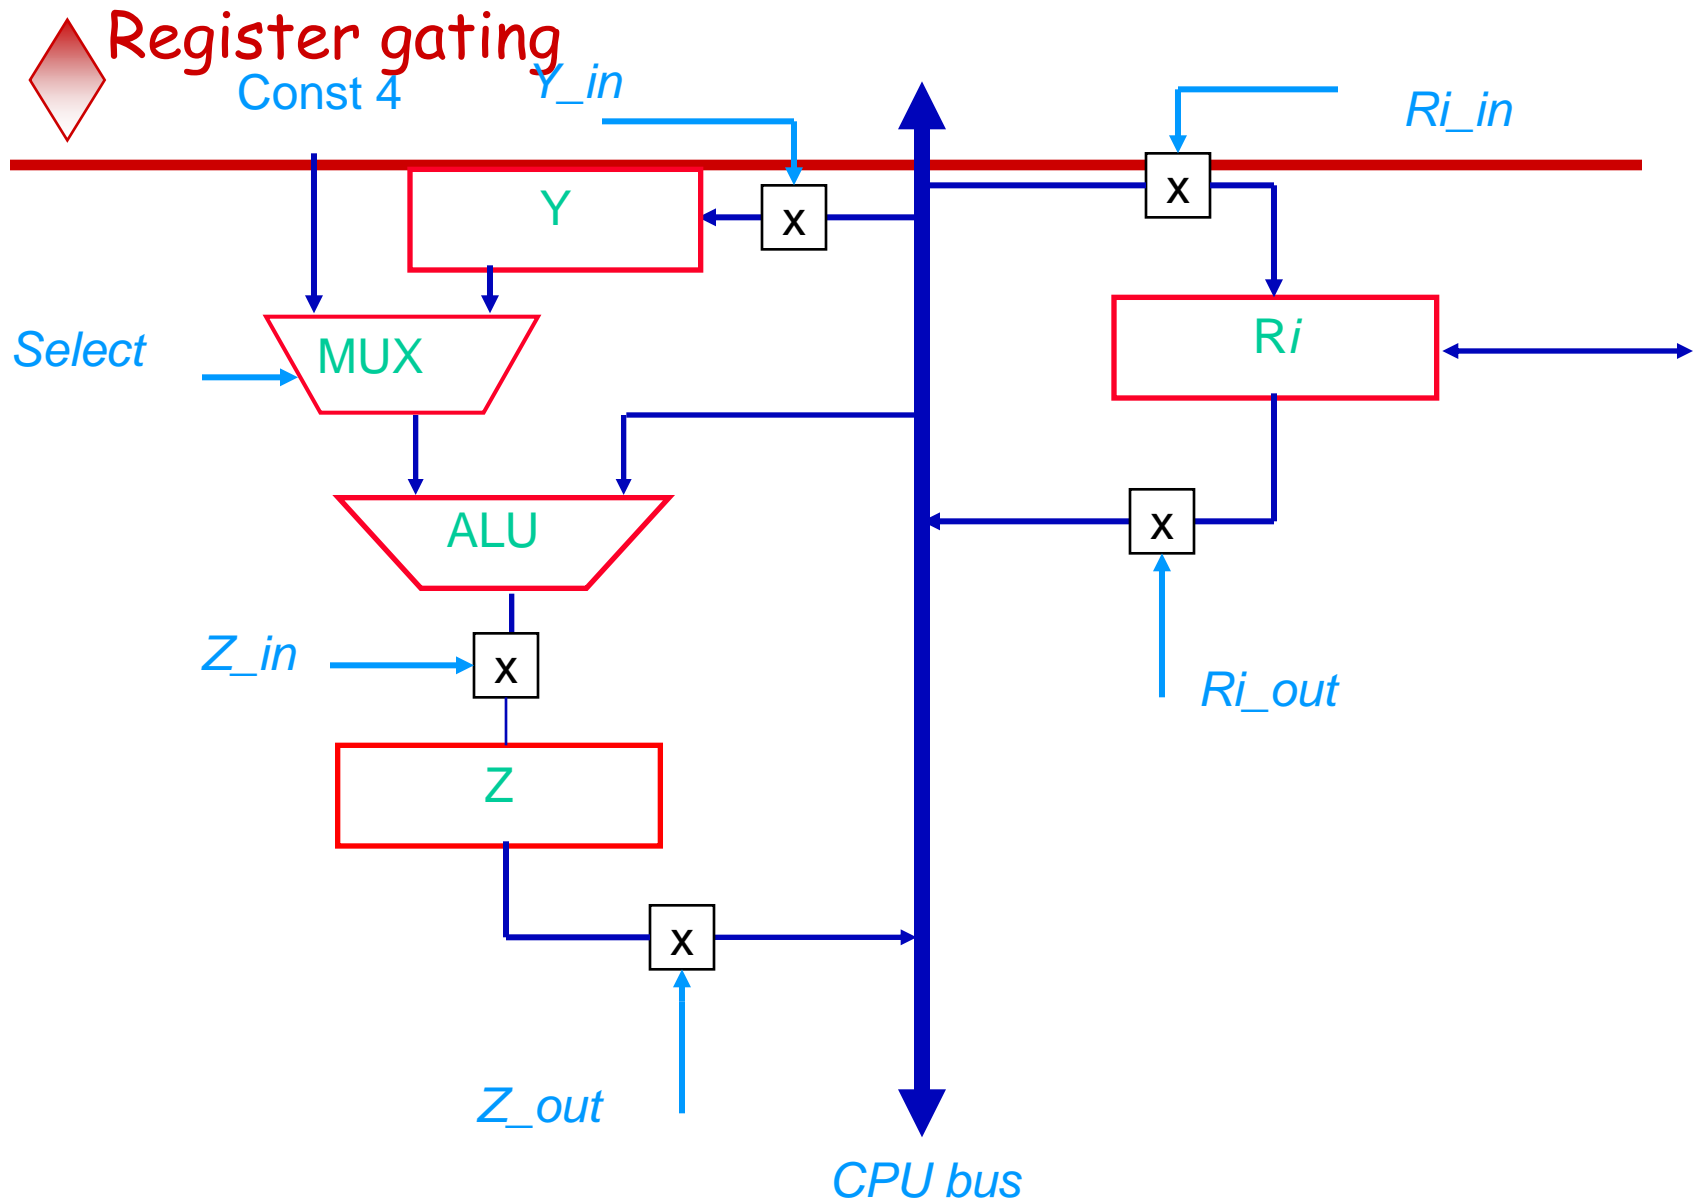 Register gating
Const 4
Y_in
Ri_in
x
x
Y
Ri
Select
MUX
ALU
x
Z_in
x
Ri_out
Z
x
Z_out
CPU bus